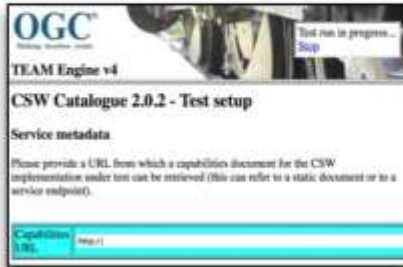 OGC
Making location count.
Test run in progress...
Stop
TEAM Engine v4
CSW Catalogue 2.0.2 - Test setup
Service metadata
Please provide a URL from which a capabilities document for the CSW
implementation under test can be retrieved (this can refer to a static document or to a
service endpoint).
Capabilities
URL
http://